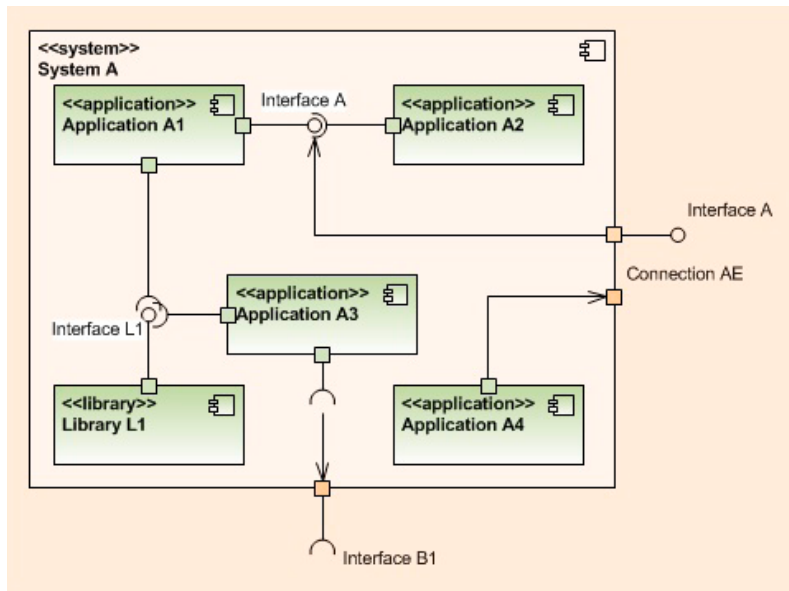 <<system>>
System A
<<application>>
Application A1
Interface A
<<application>>
Application A2
Interface A
Connection AE
<<application>>
Application A3
Interface L1
<<library>>
Library L1
<<application>>
Application A4
Interface B1